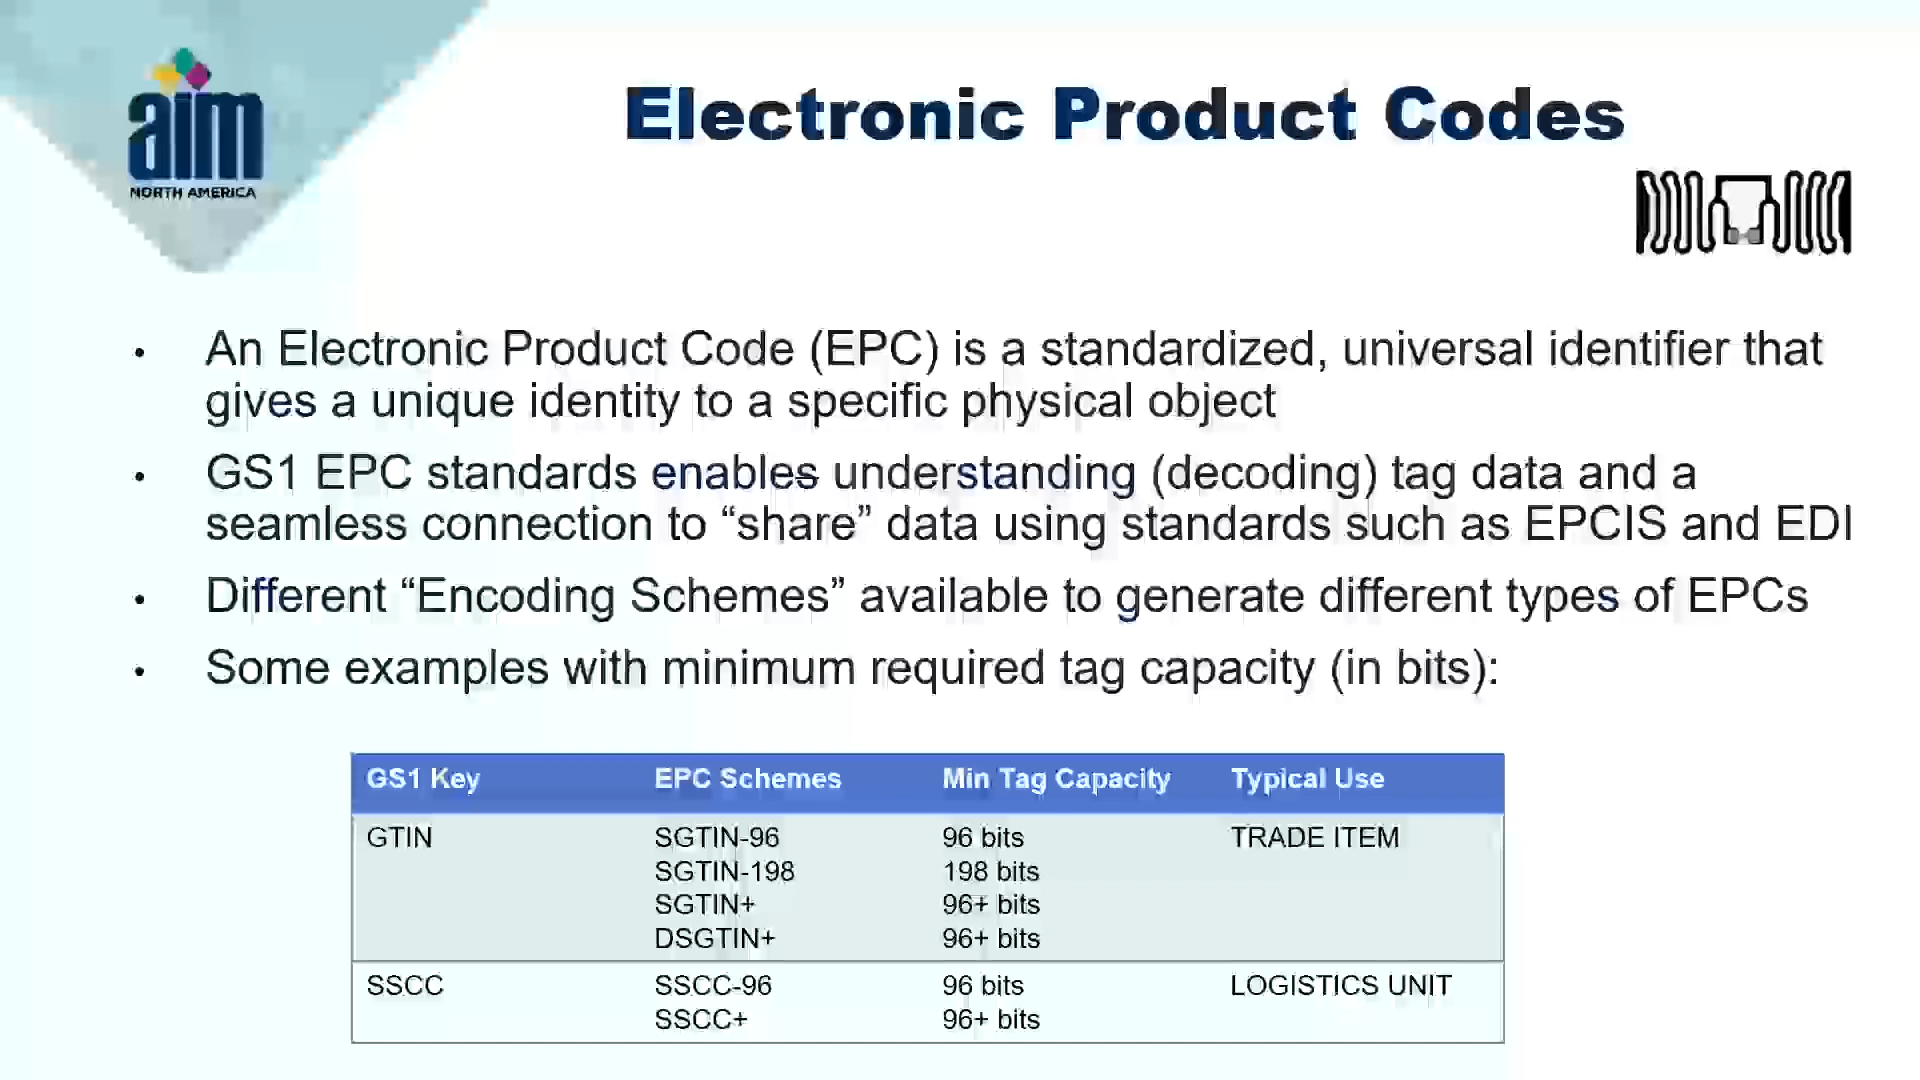 aim
NORTH AMERICA
Electronic Product Codes
• An Electronic Product Code (EPC) is a standardized, universal identifier that
gives a unique identity to a specific physical object
• GS1 EPC standards enables understanding (decoding) tag data and a
seamless connection to “share” data using standards such as EPCIS and EDI
• Different “Encoding Schemes” available to generate different types of EPCs
• Some examples with minimum required tag capacity (in bits):
GS1 Key EPC Schemes Min Tag Capacity Typical Use
GTIN SGTIN-96 96 bits TRADE ITEM
SGTIN-198 198 bits
SGTIN+ 96+ bits
DSGTIN+ 96+ bits
SSCC SSCC-96 96 bits LOGISTICS UNIT
SSCC+ 96+ bits